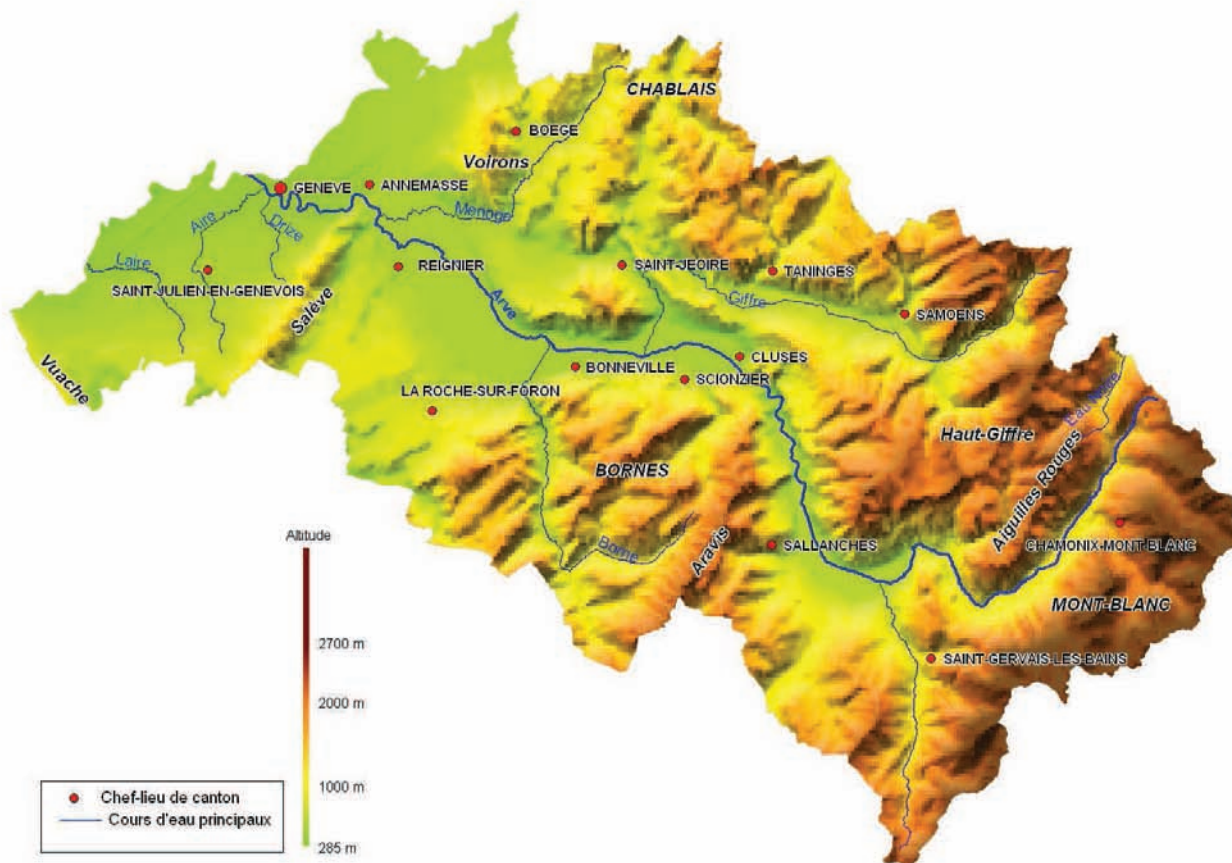 CHABLAIS
BOEGE
Voirons
GENEVE
ANNEMASSE
Aire
Drize
Menoge
Laire
REIGNIER
SAINT-JEOIRE
TANINGES
SAINT-JULIEN-EN-GENEVOIS
Salève
Arve
Giffre
SAMOENS
Vuache
CLUSES
BONNEVILLE
SCIONZIER
LA ROCHE-SUR-FORON
Haut-Giffre
BORNES
Aiguilles Rouges
Altitude
Borne
Aravis
SALLANCHES
CHAMONIX-MONT-BLANC
MONT-BLANC
2700 m
SAINT-GERVAIS-LES-BAINS
2000 m
1000 m
Chef-lieu de canton
Cours d'eau principaux
285 m